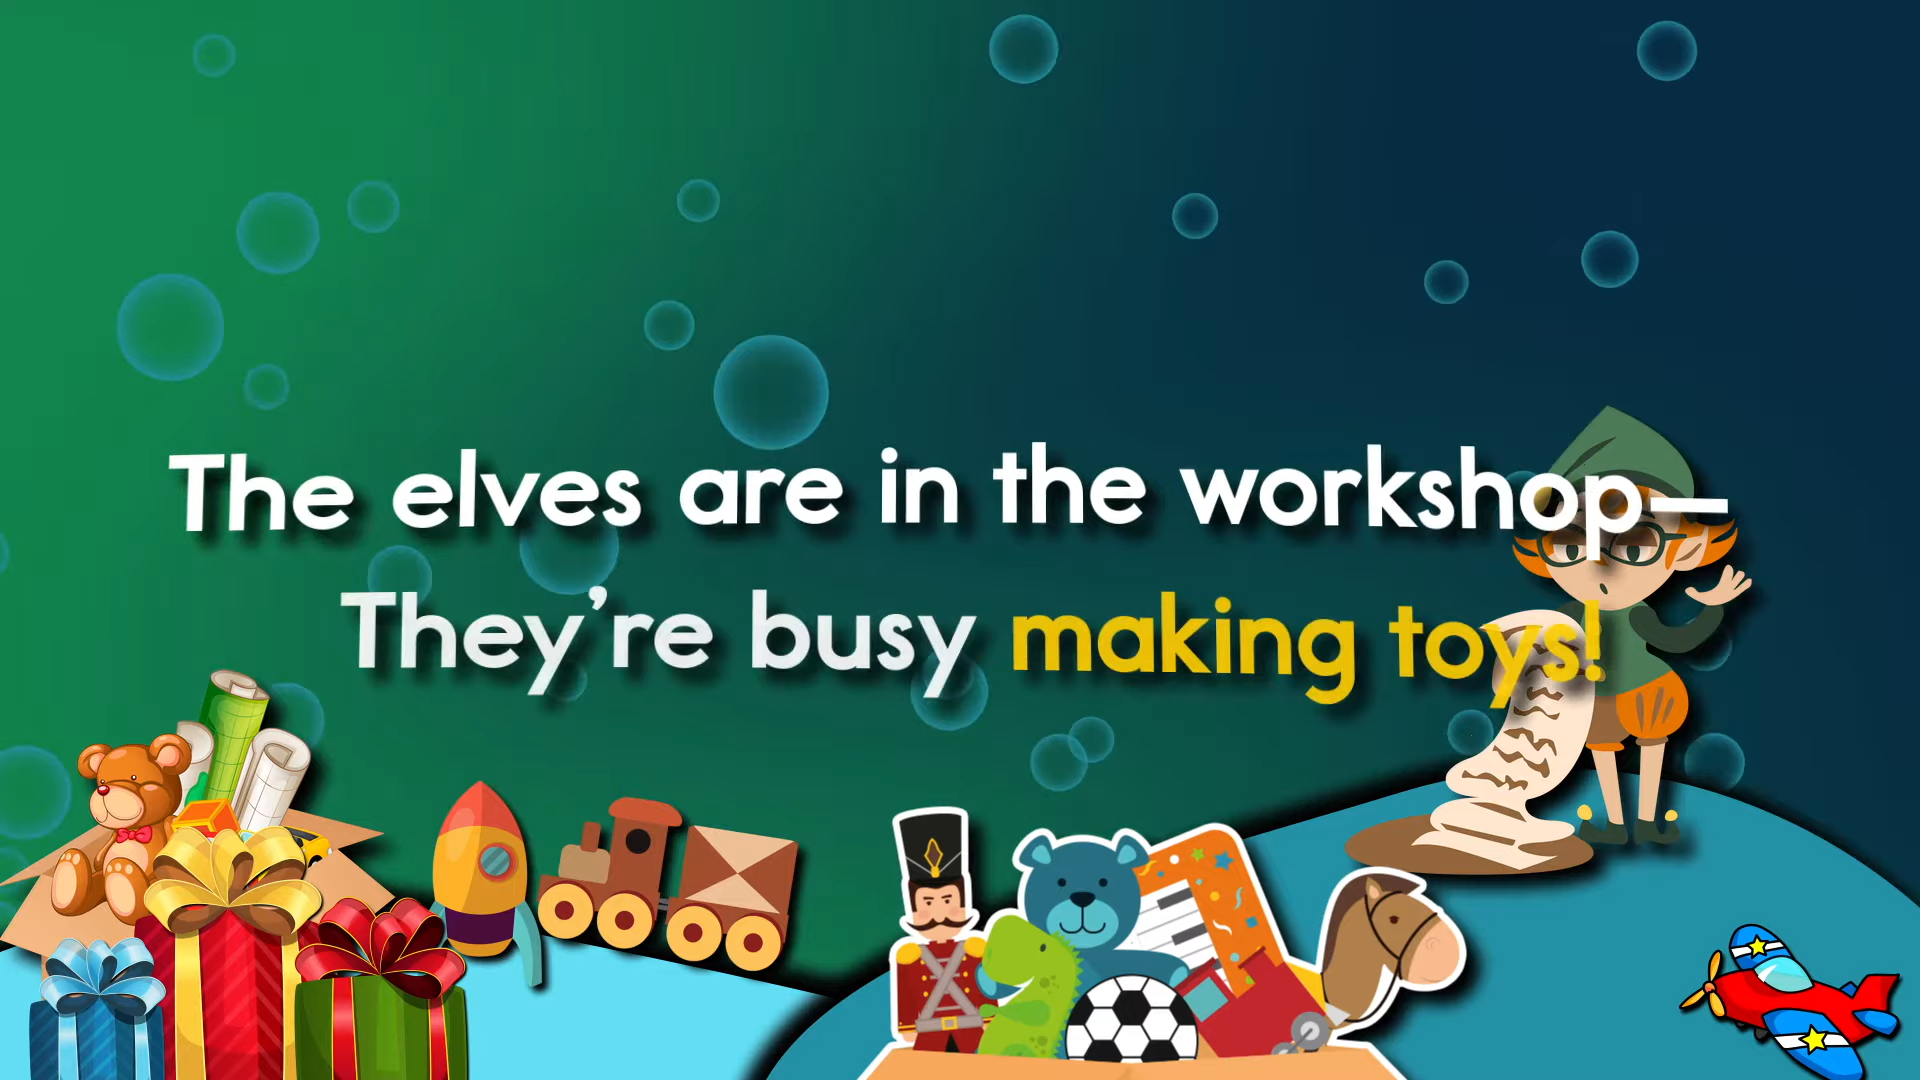 The elves are in the workshop—
They’re busy making toys!